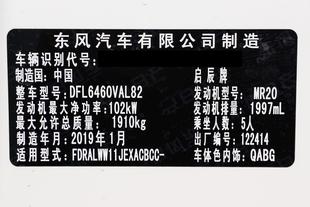 东风汽车有限公司制造
车辆识别代号:
制造国:中国 启辰牌
整车型号:DFL6460VAL82 发动机型号:MR20
发动机最大净功率:102kW 发动机排量:1997mL
最大允许总质量:1910kg 乘坐人数:5人
制造年月:2019年1月 出厂编号:122414
适用型式:FDRALWW11JEXACBCC- 车体色内饰:QABG